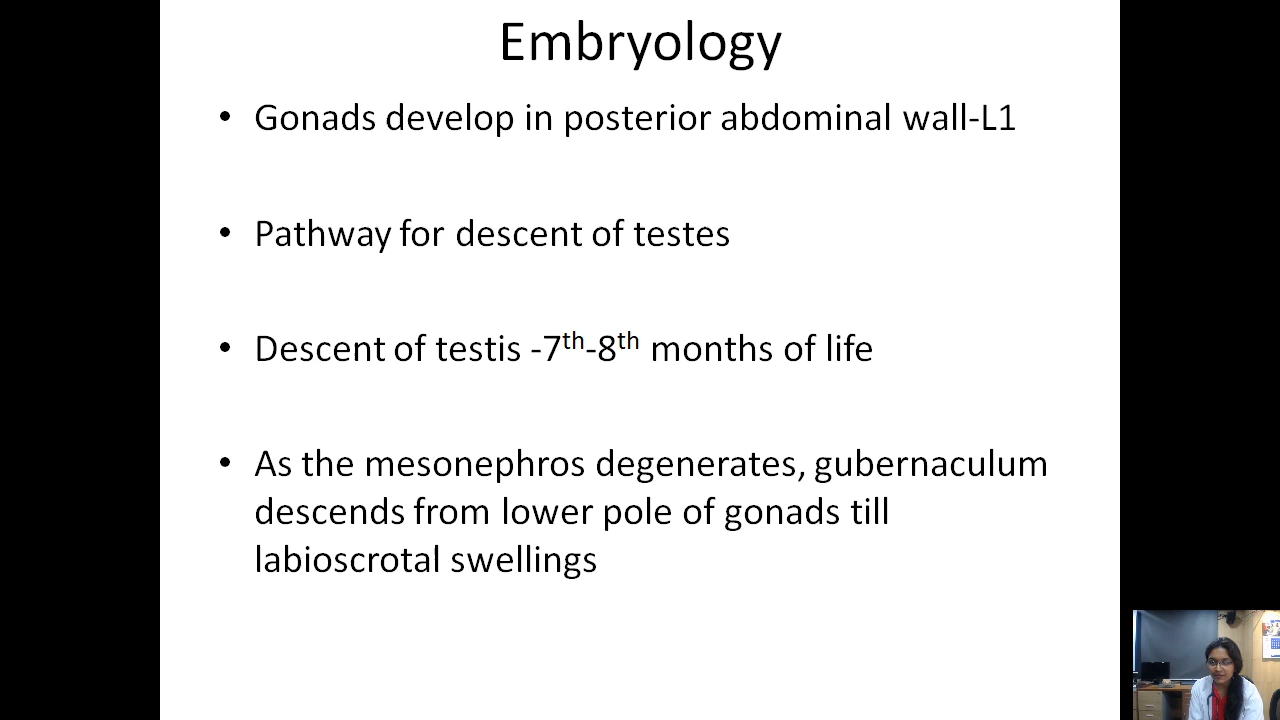 Embryology
• Gonads develop in posterior abdominal wall-L1
• Pathway for descent of testes
• Descent of testis -7th-8th months of life
• As the mesonephros degenerates, gubernaculum
descends from lower pole of gonads till
labioscrotal swellings